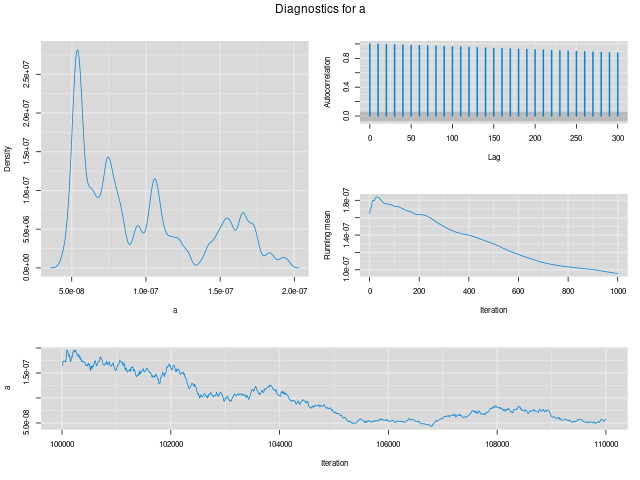 Diagnostics for a
Density
0.0e+00 5.0e-06 1.0e+07 1.5e+07 2.0e+07 2.5e+07
5.0e-08 1.0e-07 1.5e-07 2.0e-07
a
Autocorrelation
0.0 0.4 0.8
0 50 100 150 200 250 300
Lag
Running mean
1.0e-07 1.4e-07 1.8e-07
0 200 400 600 800 1000
Iteration
a
5.0e-08 1.5e-07
100000 102000 104000 106000 108000 110000
Iteration